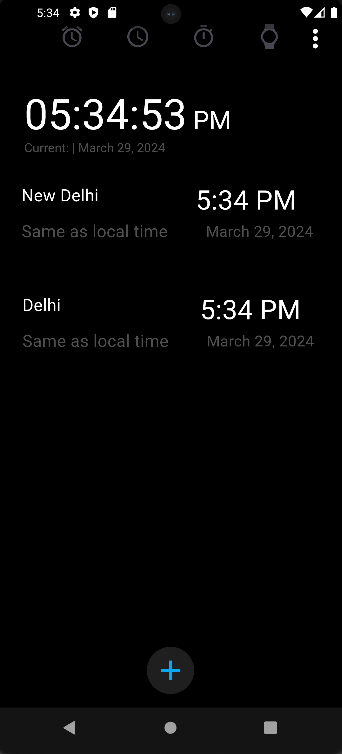 5:34
05:34:53 PM
Current: | March 29, 2024
New Delhi 5:34 PM
Same as local time March 29, 2024
Delhi 5:34 PM
Same as local time March 29, 2024